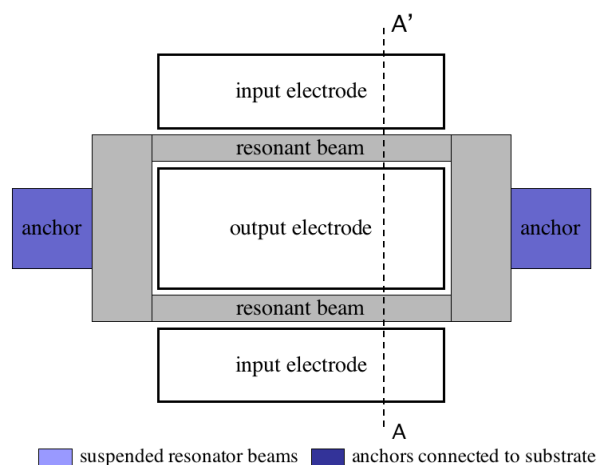 A'
input electrode
resonant beam
anchor
output electrode
anchor
resonant beam
input electrode
A
suspended resonator beams
anchors connected to substrate